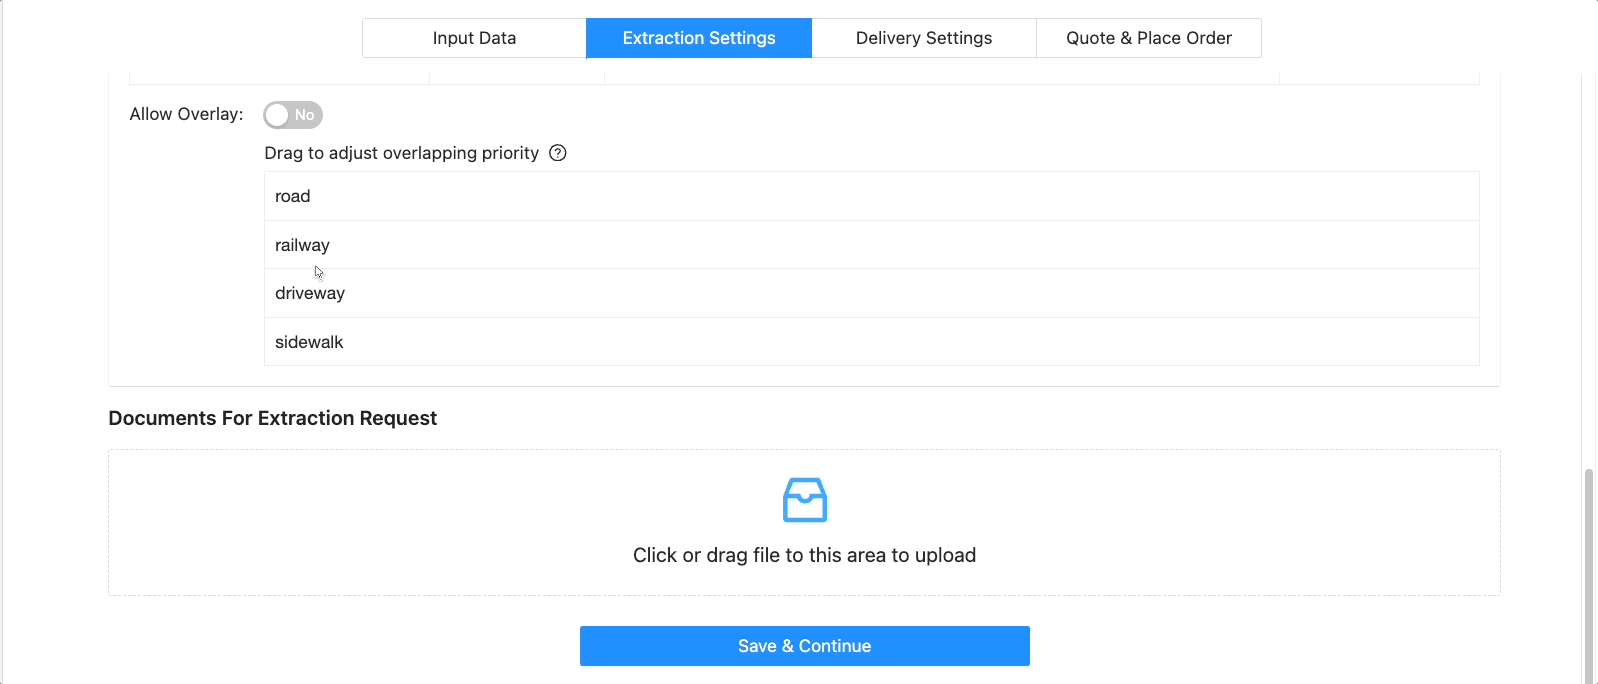 Input Data
Extraction Settings
Delivery Settings
Quote & Place Order
Allow Overlay:
No
Drag to adjust overlapping priority ?
road
railway
driveway
sidewalk
Documents For Extraction Request
Click or drag file to this area to upload
Save & Continue